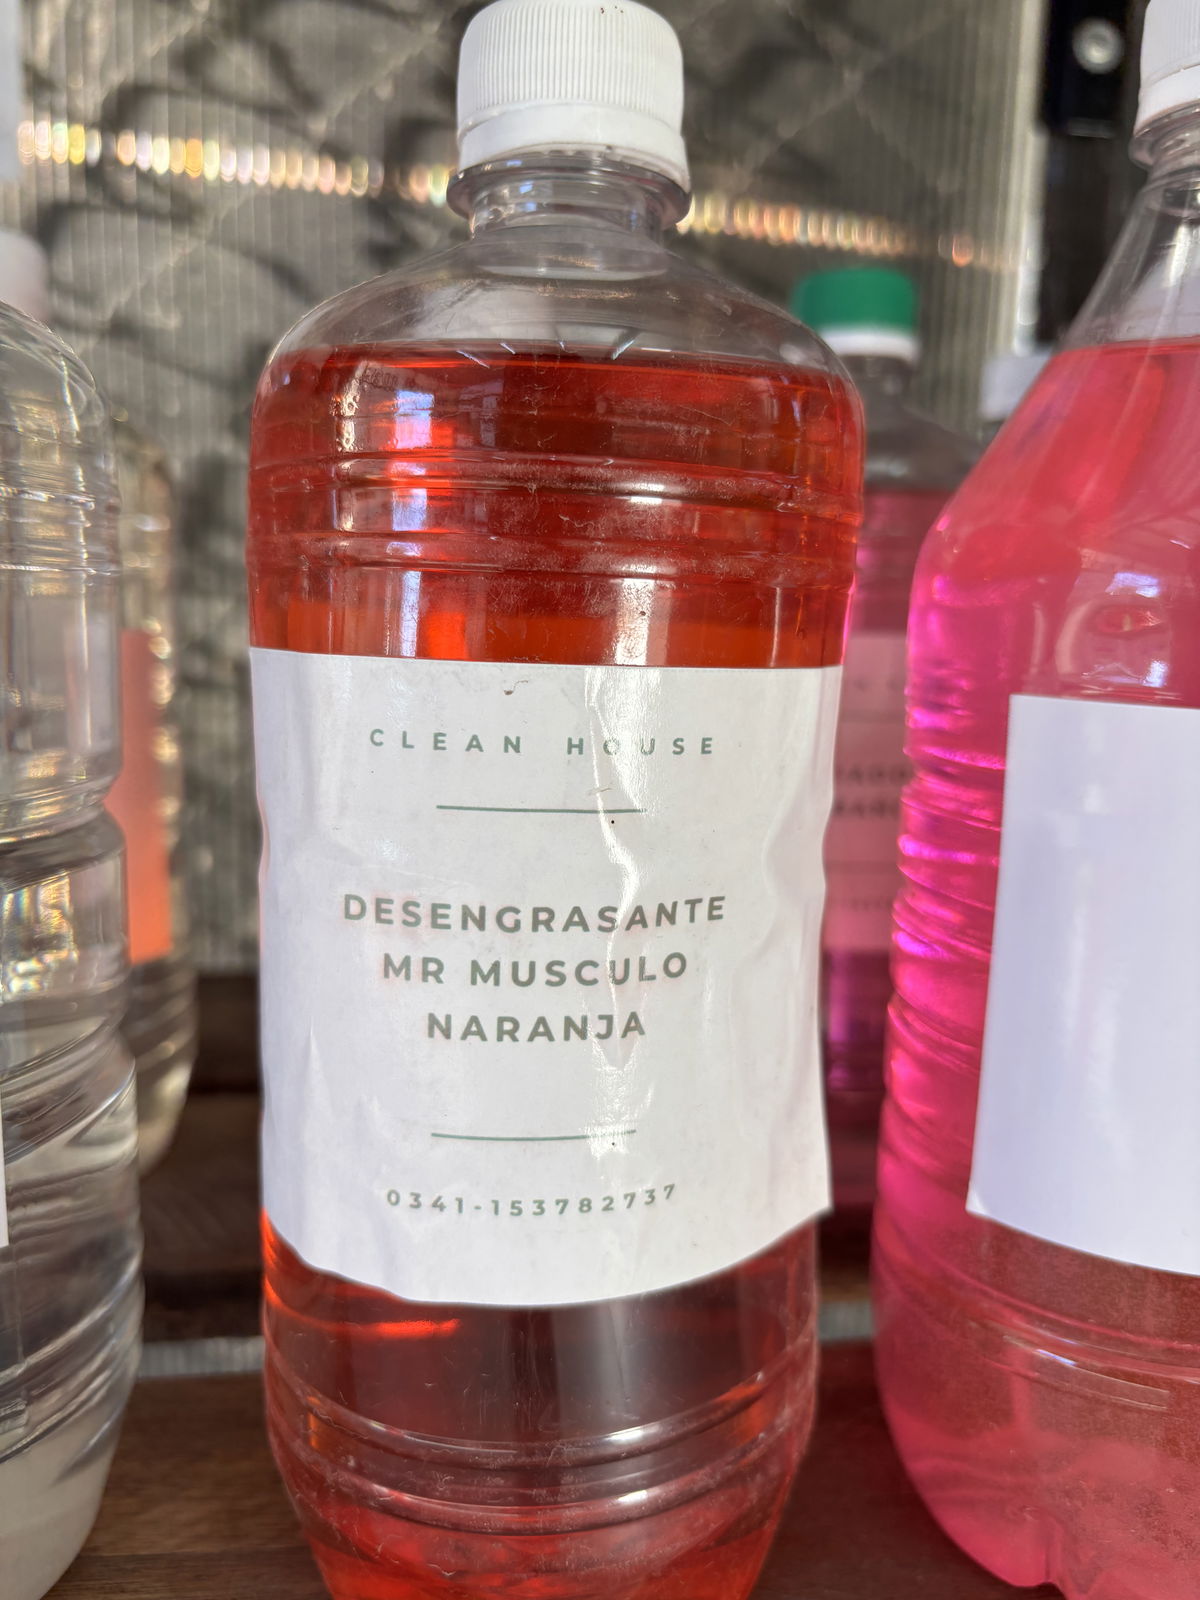 CLEAN HOUSE
DESENGRASANTE
MR MUSCULO
NARANJA
0341-153782737